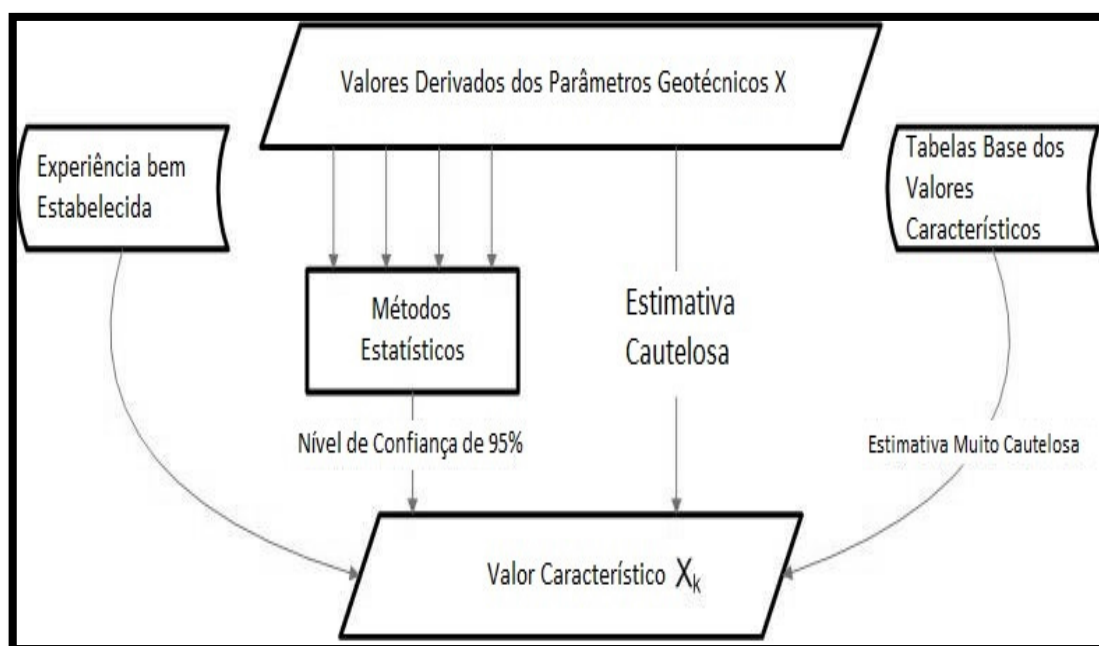 Valores Derivados dos Parâmetros Geotécnicos X
Experiência bem
Estabelecida
Tabelas Base dos
Valores
Característicos
Métodos
Estatísticos
Estimativa
Cautelosa
Nível de Confiança de 95%
Estimativa Muito Cautelosa
Valor Característico Xk